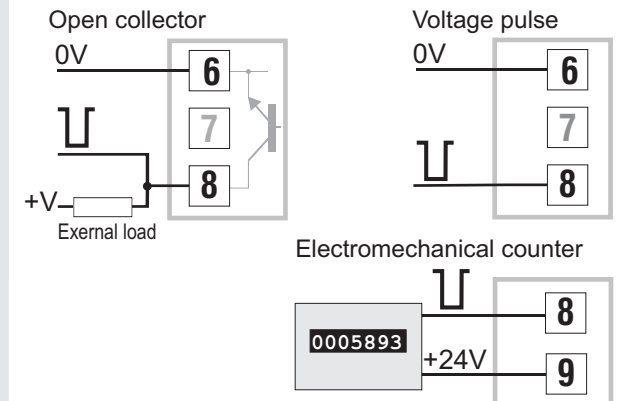 Open collector
0V
6
7
8
+V
Exernal load
Voltage pulse
0V
6
7
8
Electromechanical counter
0005893
8
+24V
9